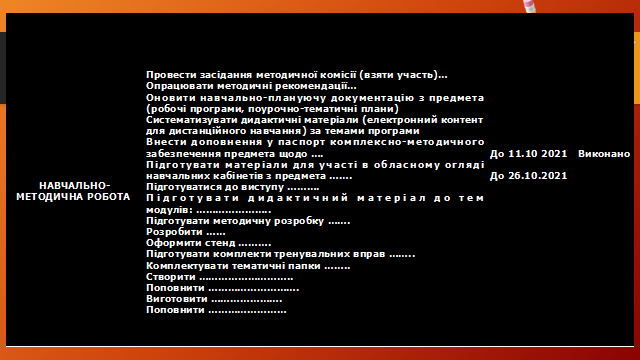 Провести засідання методичної комісії (взяти участь)...
Опрацювати методичні рекомендації...
Оновити навчально-плануючу документацію з предмета
(робочі програми, поурочно-тематичні плани)
Систематизувати дидактичні матеріали (електронний контент
для дистанційного навчання) за темами програми
Внести доповнення у паспорт комплексно-методичного
забезпечення предмета щодо ....
До 11.10 2021 Виконано
Підготувати матеріали для участі в обласному огляді
навчальних кабінетів з предмета .......
До 26.10.2021
НАВЧАЛЬНО-
МЕТОДИЧНА РОБОТА
Підготуватися до виступу ..........
Підготувати дидактичний матеріал до тем
модулів: .......................
Підготувати методичну розробку .......
Розробити ......
Оформити стенд ..........
Підготувати комплекти тренувальних вправ ........
Комплектувати тематичні папки ........
Створити .............................
Поповнити ............................
Виготовити ......................
Поповнити ........................